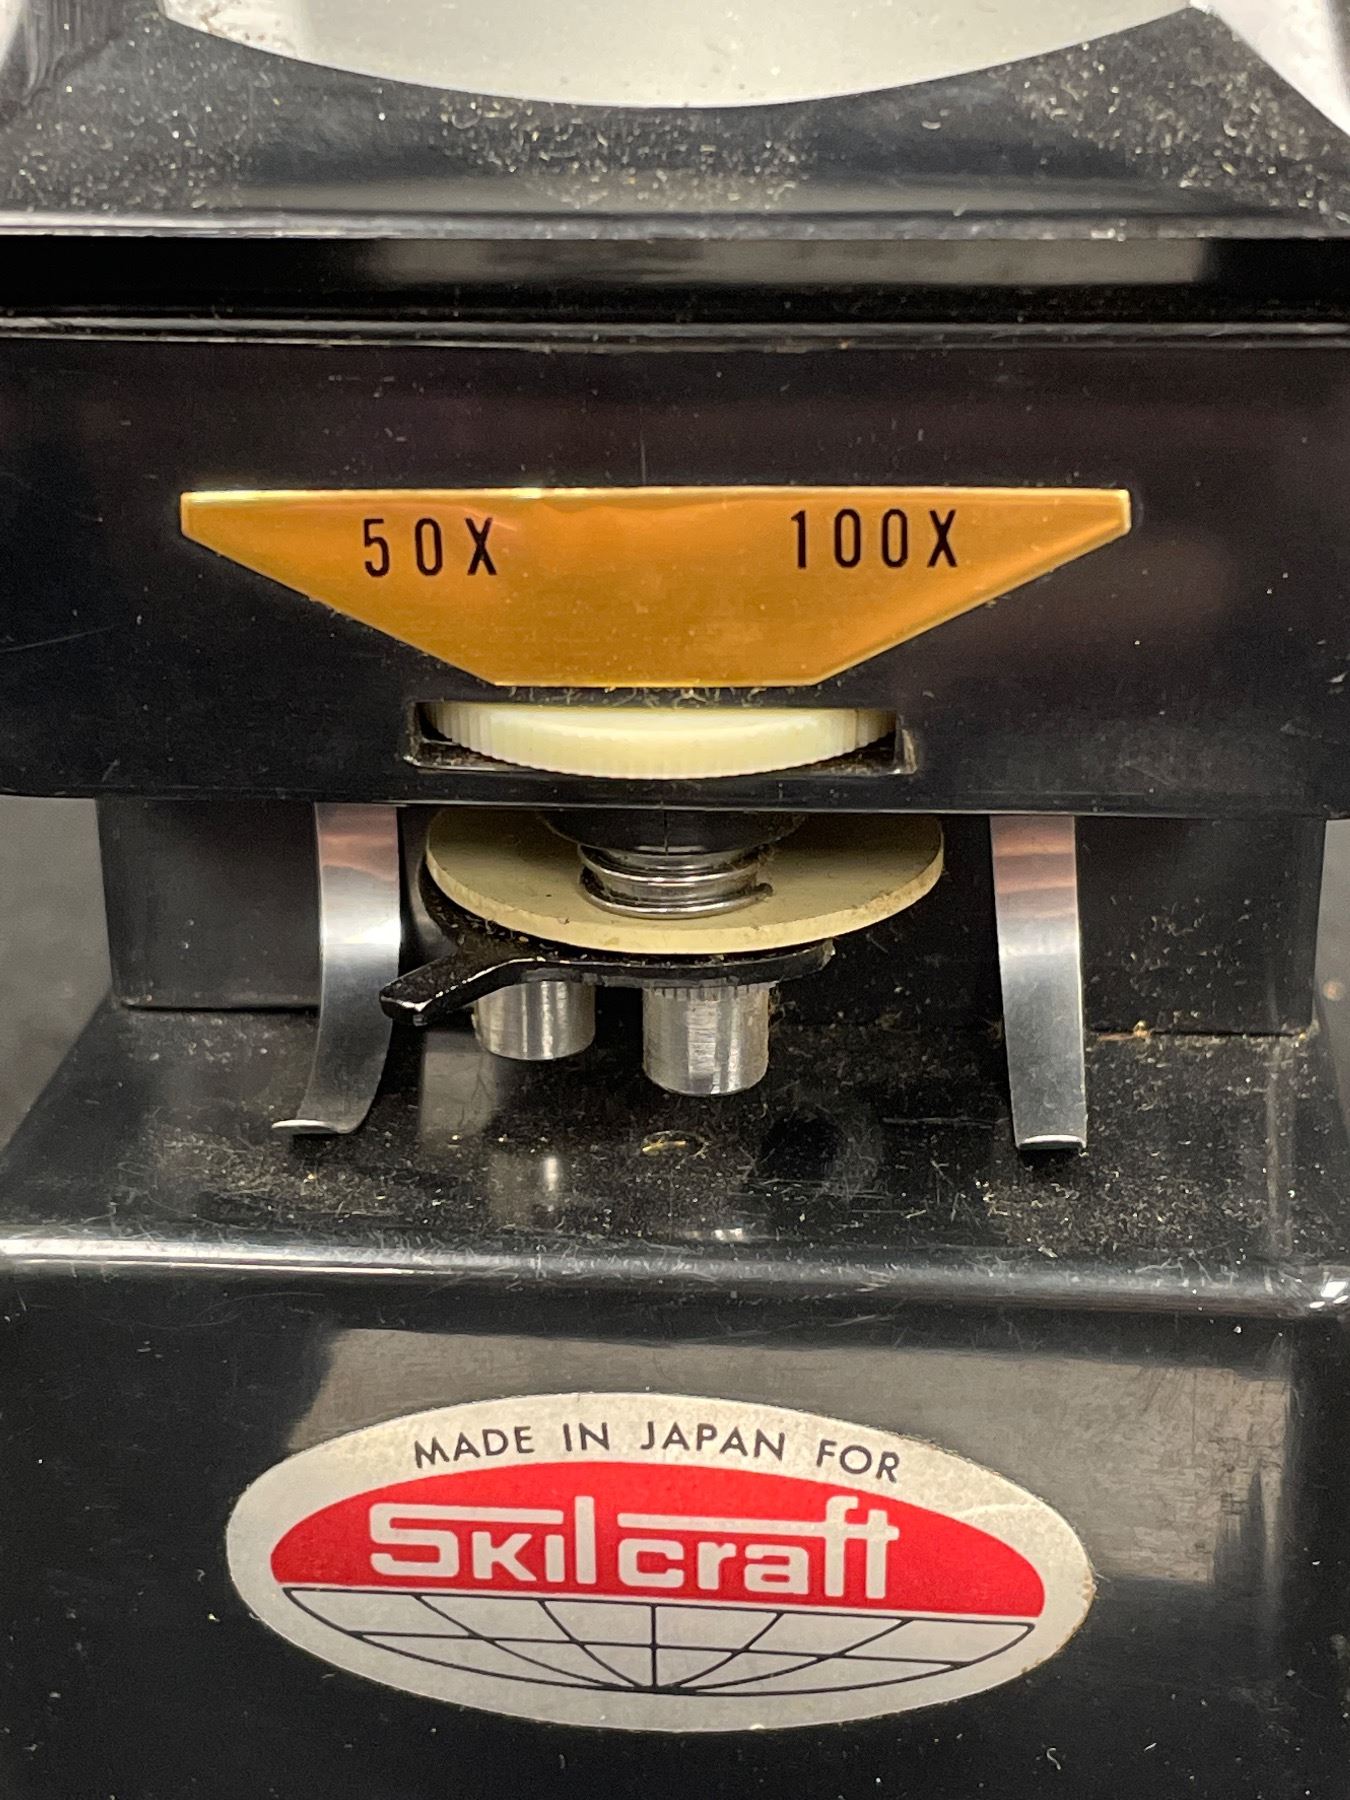 50X 100X
MADE IN JAPAN FOR
Skilcraft